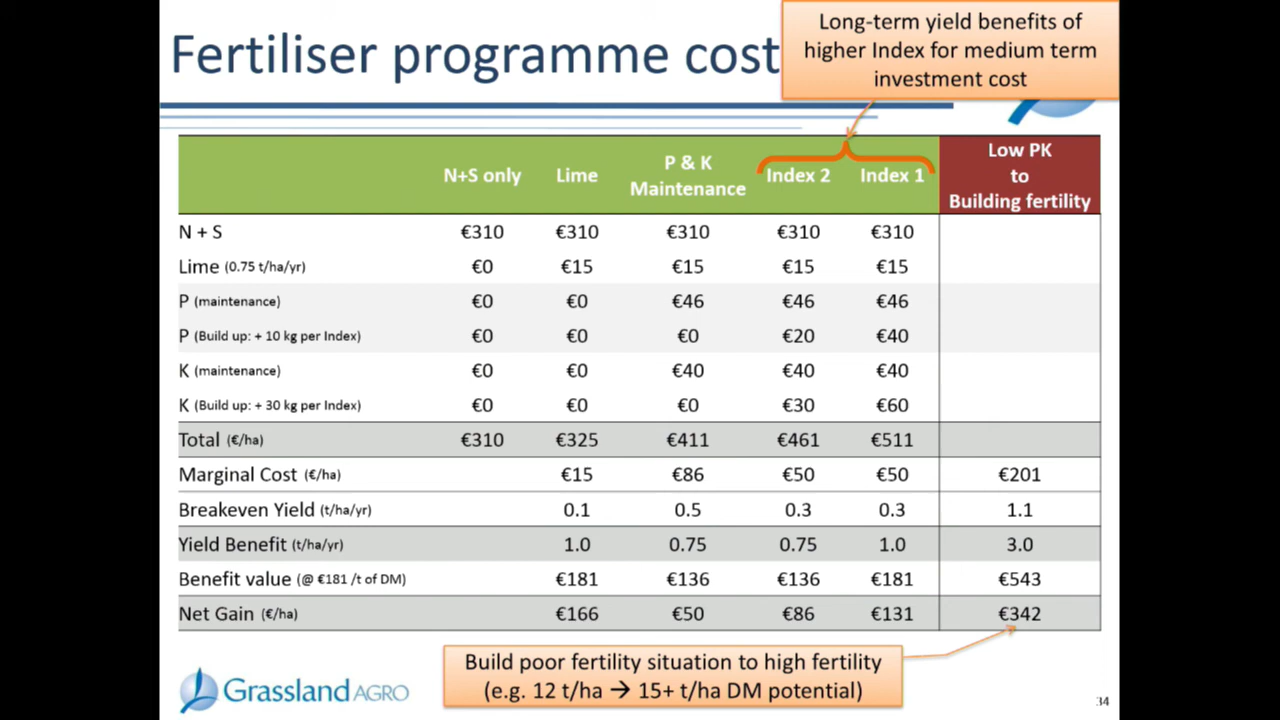 Fertiliser programme cost
Long-term yield benefits of
higher Index for medium term
investment cost
N+S only Lime P & K Maintenance Index 2 Index 1 Low PK to Building fertility
N + S €310 €310 €310 €310 €310
Lime (0.75 t/ha/yr) €0 €15 €15 €15 €15
P (maintenance) €0 €0 €46 €46 €46
P (Build up: + 10 kg per Index) €0 €0 €0 €20 €40
K (maintenance) €0 €0 €40 €40 €40
K (Build up: + 30 kg per Index) €0 €0 €0 €30 €60
Total (€/ha) €310 €325 €411 €461 €511
Marginal Cost (€/ha) €15 €86 €50 €50 €201
Breakeven Yield (t/ha/yr) 0.1 0.5 0.3 0.3 1.1
Yield Benefit (t/ha/yr) 1.0 0.75 0.75 1.0 3.0
Benefit value (@ €181 /t of DM) €181 €136 €136 €181 €543
Net Gain (€/ha) €166 €50 €86 €131 €342
Build poor fertility situation to high fertility
(e.g. 12 t/ha → 15+ t/ha DM potential)
Grassland AGRO
34